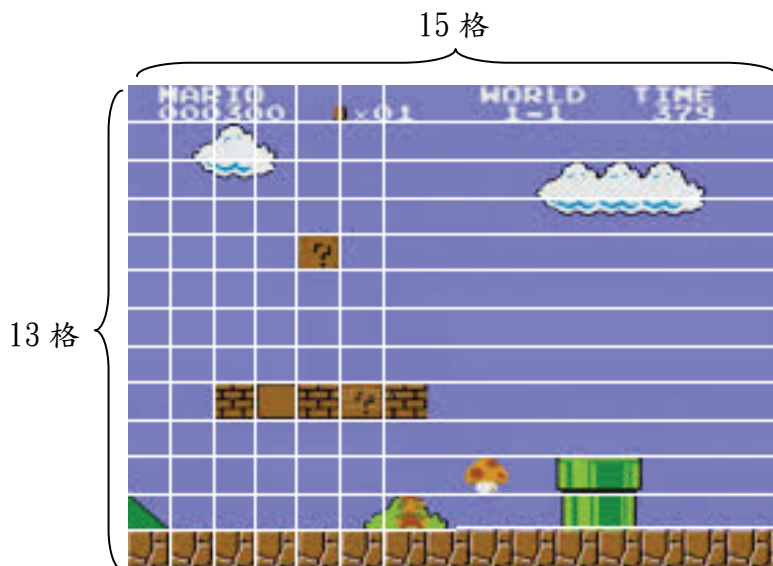 15 格
MARIO WORLD TIME
000300 ×01 1-1 379
?
13 格
?